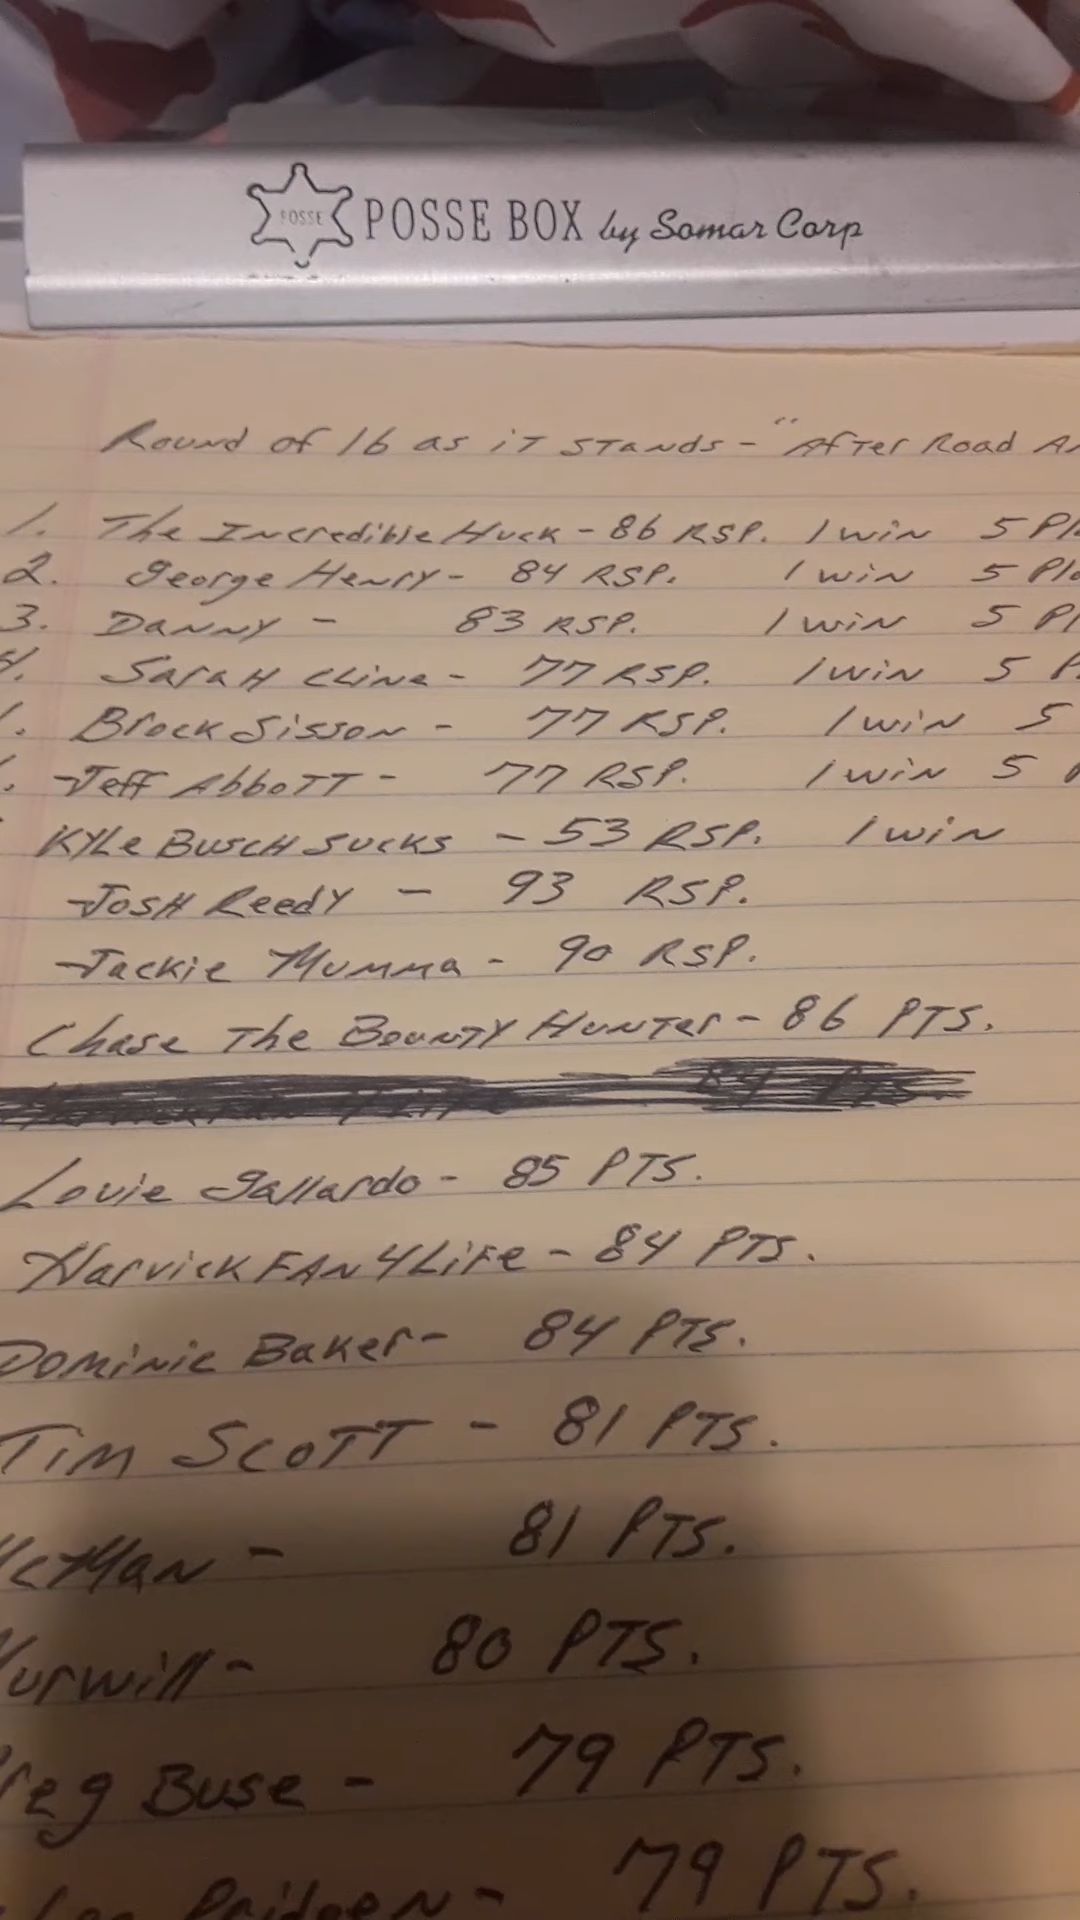 POSSE POSSE BOX by Somar Corp
Round of 16 as it stands - "After Road
1. The Incredible Huck - 86 RSP. 1 win 5
2. George Henry - 84 RSP. 1 win 5
3. Danny - 83 RSP. 1 win 5
4. Sarah Cline - 77 RSP. 1 win 5
Brock Sisson - 77 RSP. 1 win 5
Jeff Abbott - 77 RSP. 1 win 5
Kyle Busch Sucks - 53 RSP. 1 win
Josh Reedy - 93 RSP.
Jackie Mumma - 90 RSP.
Chase The Bounty Hunter - 86 PTS.
Louie Gallardo - 85 PTS.
HarvickFan4Life - 84 PTS.
Dominic Baker - 84 PTS.
Tim Scott - 81 PTS.
81 PTS.
80 PTS.
Buse - 79 PTS.
79 PTS.